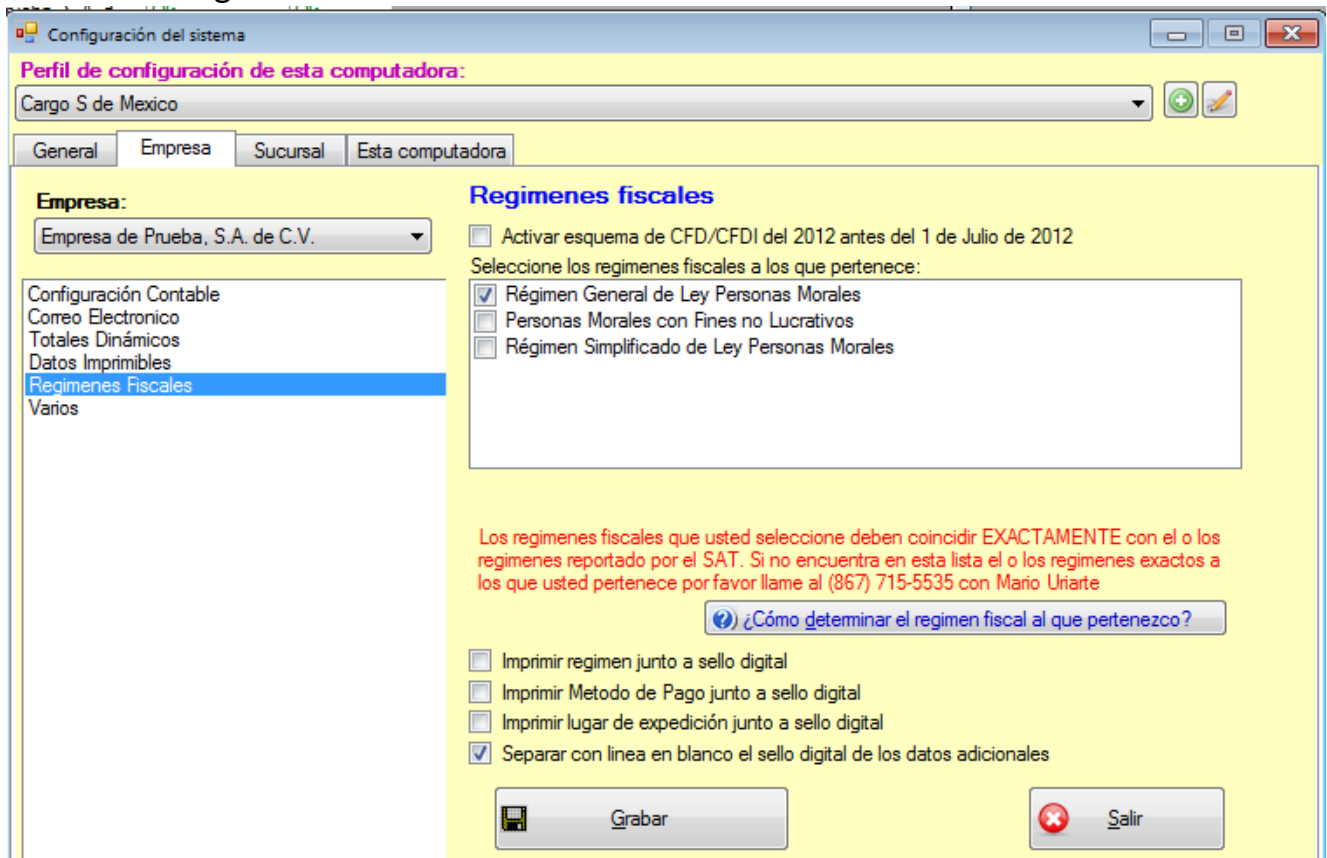 Configuración del sistema
Perfil de configuración de esta computadora:
Cargo S de Mexico
General Empresa Sucursal Esta computadora
Empresa:
Empresa de Prueba, S.A. de C.V.
Configuración Contable
Correo Electronico
Totales Dinámicos
Datos Imprimibles
Regimenes Fiscales
Varios
Regimenes fiscales
Activar esquema de CFD/CFDI del 2012 antes del 1 de Julio de 2012
Seleccione los regimenes fiscales a los que pertenece:
Régimen General de Ley Personas Morales
Personas Morales con Fines no Lucrativos
Régimen Simplificado de Ley Personas Morales
Los regimenes fiscales que usted seleccione deben coincidir EXACTAMENTE con el o los
regimenes reportado por el SAT. Si no encuentra en esta lista el o los regimenes exactos a
los que usted pertenece por favor llame al (867) 715-5535 con Mario Uriarte
¿Cómo determinar el regimen fiscal al que pertenezco?
Imprimir regimen junto a sello digital
Imprimir Metodo de Pago junto a sello digital
Imprimir lugar de expedición junto a sello digital
Separar con linea en blanco el sello digital de los datos adicionales
Grabar Salir